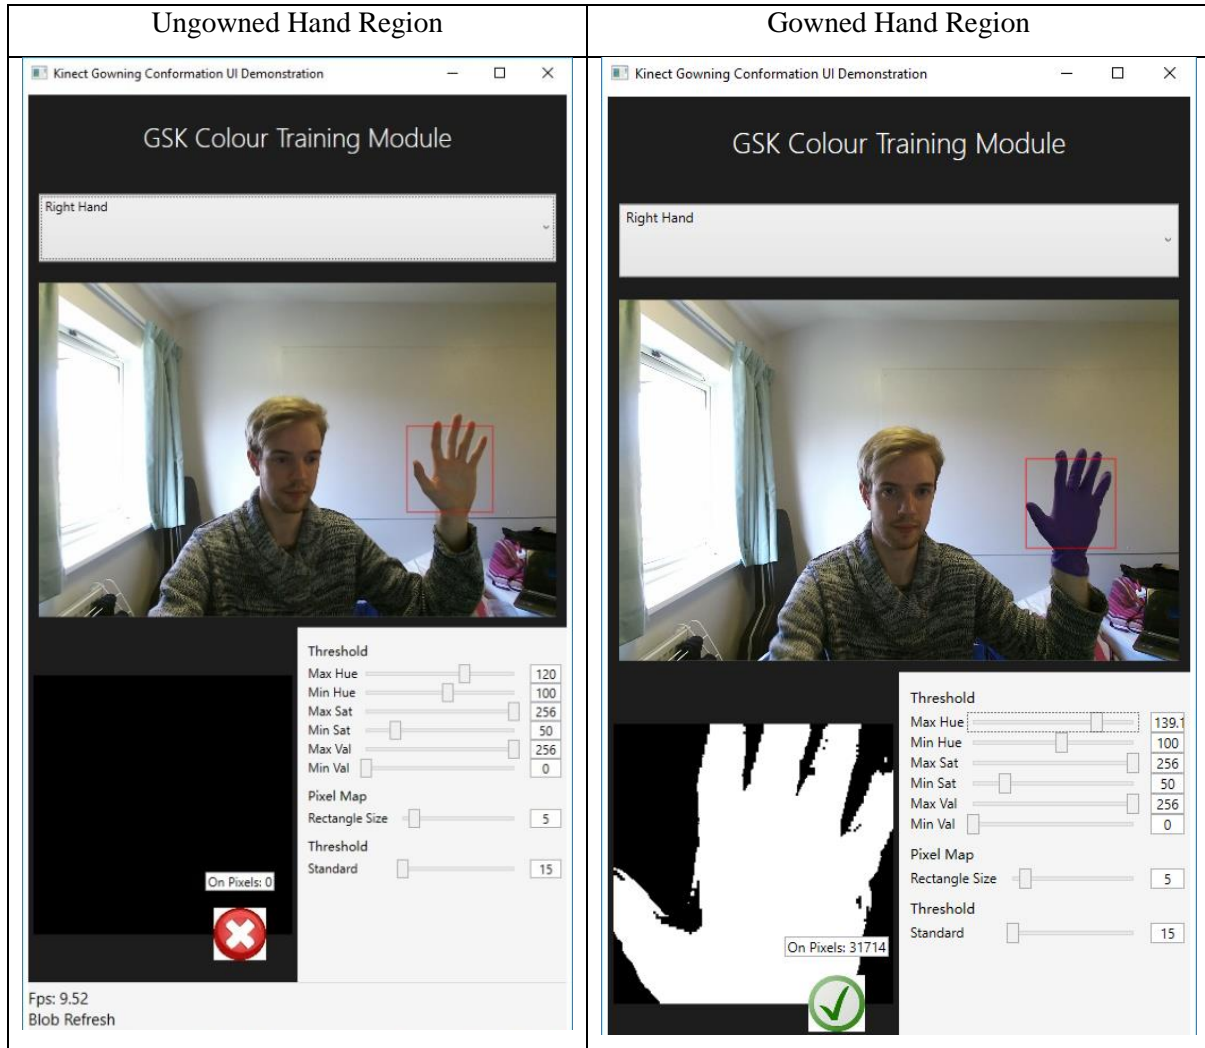 Ungowned Hand Region
Gowned Hand Region
Kinect Gowning Conformation UI Demonstration
GSK Colour Training Module
Right Hand
Threshold
Max Hue 120
Min Hue 100
Max Sat 256
Min Sat 50
Max Val 256
Min Val 0
Pixel Map
Rectangle Size 5
Threshold
Standard 15
On Pixels: 0
Fps: 9.52
Blob Refresh
Kinect Gowning Conformation UI Demonstration
GSK Colour Training Module
Right Hand
Threshold
Max Hue 139.1
Min Hue 100
Max Sat 256
Min Sat 50
Max Val 256
Min Val 0
Pixel Map
Rectangle Size 5
Threshold
Standard 15
On Pixels: 31714